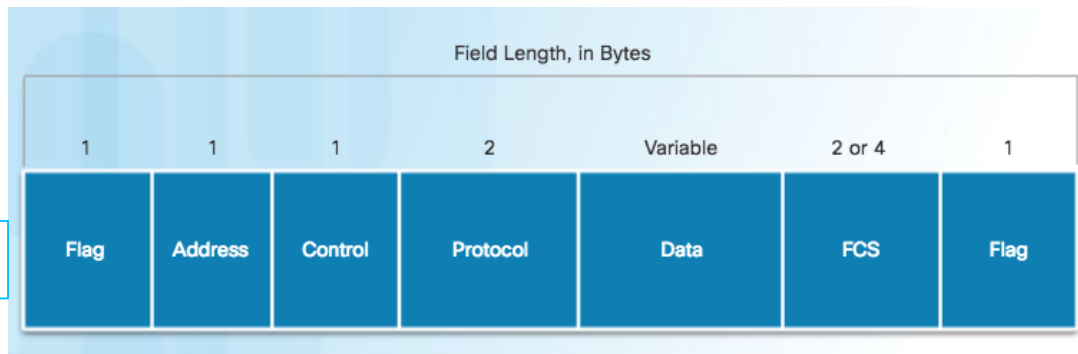 Field Length, in Bytes
1 1 1 2 Variable 2 or 4 1
Flag Address Control Protocol Data FCS Flag